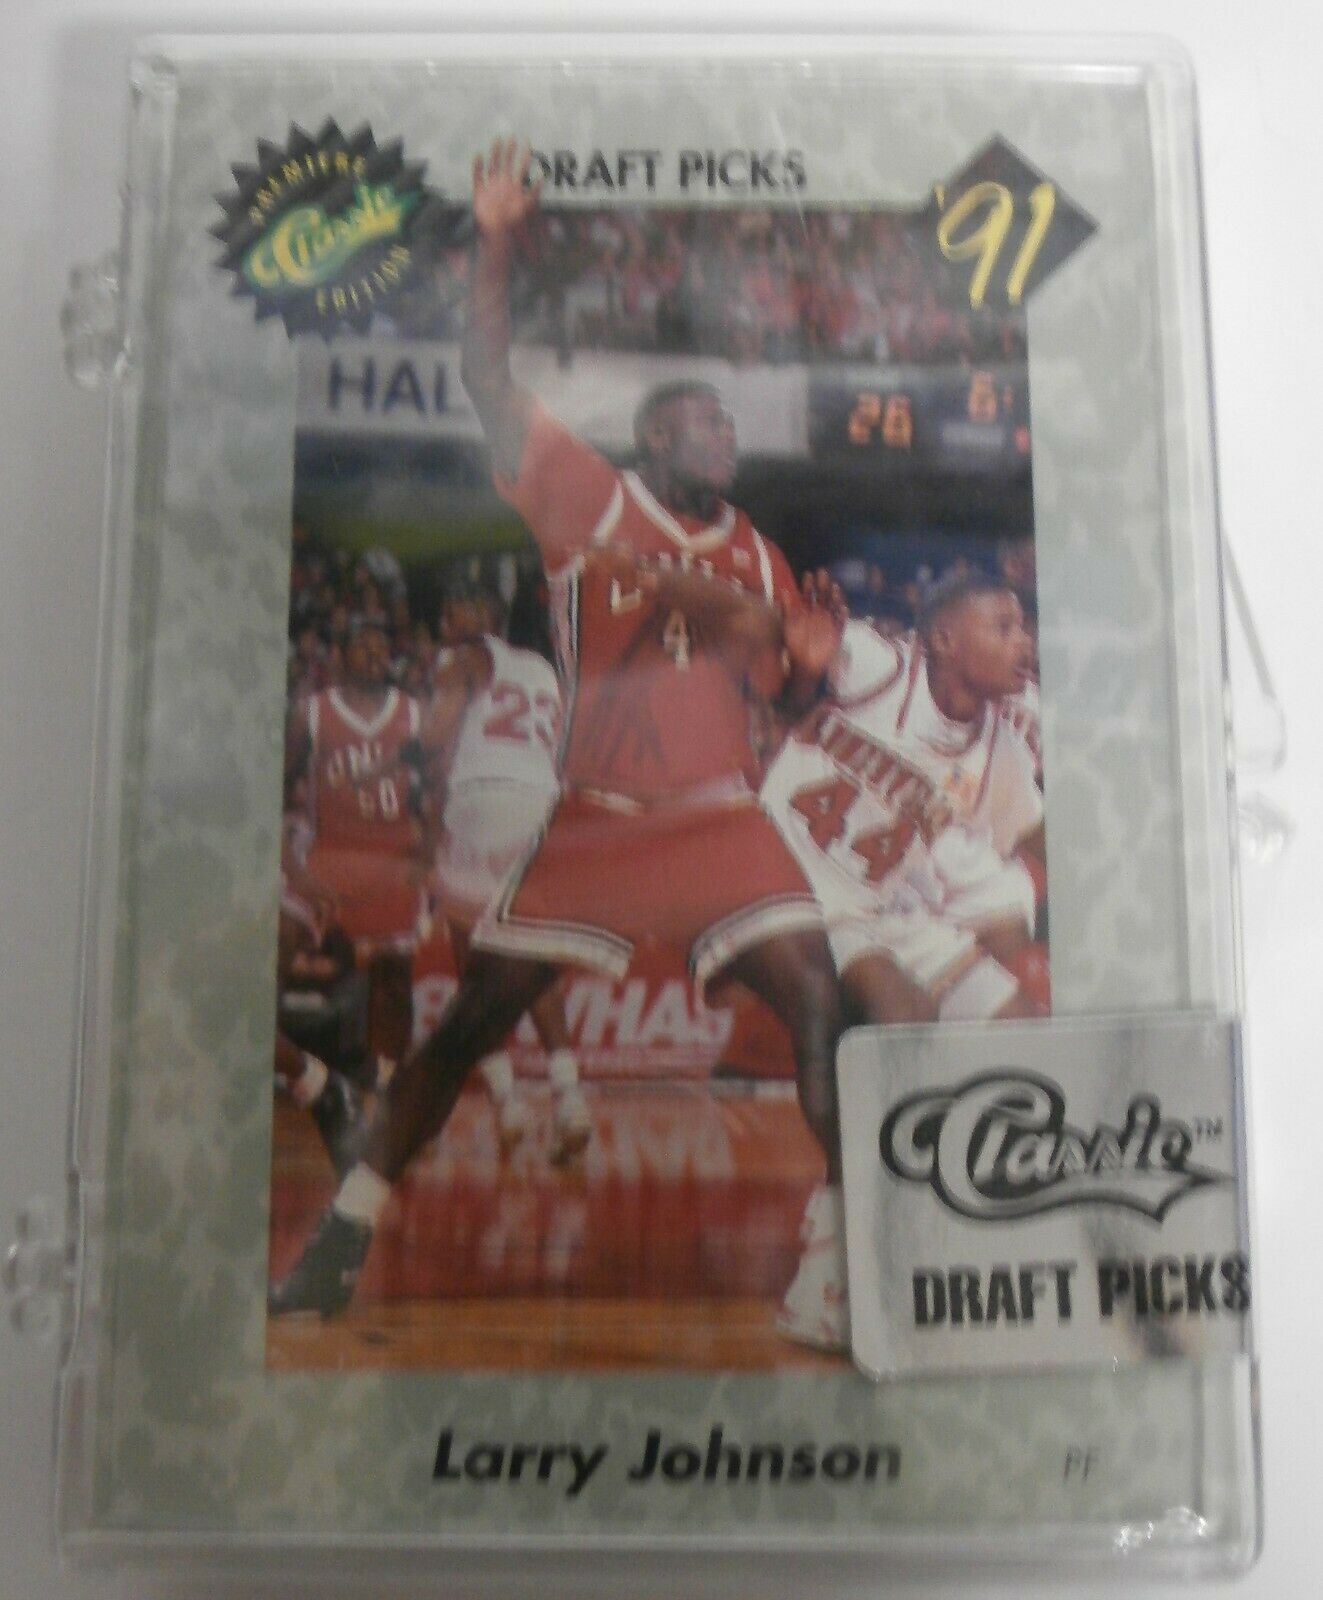 PREMIERE
Classic
EDITION
DRAFT PICKS
'91
HAL
26
4
23
44
Classic™
DRAFT PICKS
Larry Johnson
PF